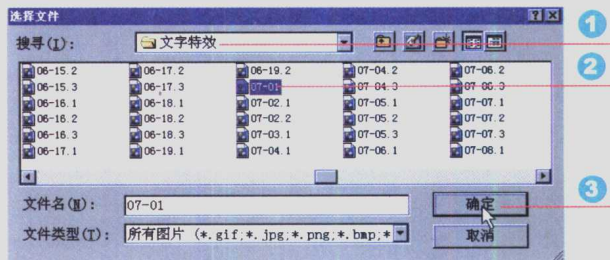 选择文件
搜寻(I): 文字特效
1
2
06-15.2 06-17.2 06-19.2 07-04.2 07-06.2
06-15.3 06-17.3 07-01 07-04.3 07-06.3
06-16.1 06-18.1 07-02.1 07-05.1 07-07.1
06-16.2 06-18.2 07-02.2 07-05.2 07-07.2
06-16.3 06-18.3 07-03.1 07-05.3 07-07.3
06-17.1 06-19.1 07-04.1 07-06.1 07-08.1
文件名(N): 07-01 确定
3
文件类型(T): 所有图片 (*.gif;*.jpg;*.png;*.bmp;* 取消